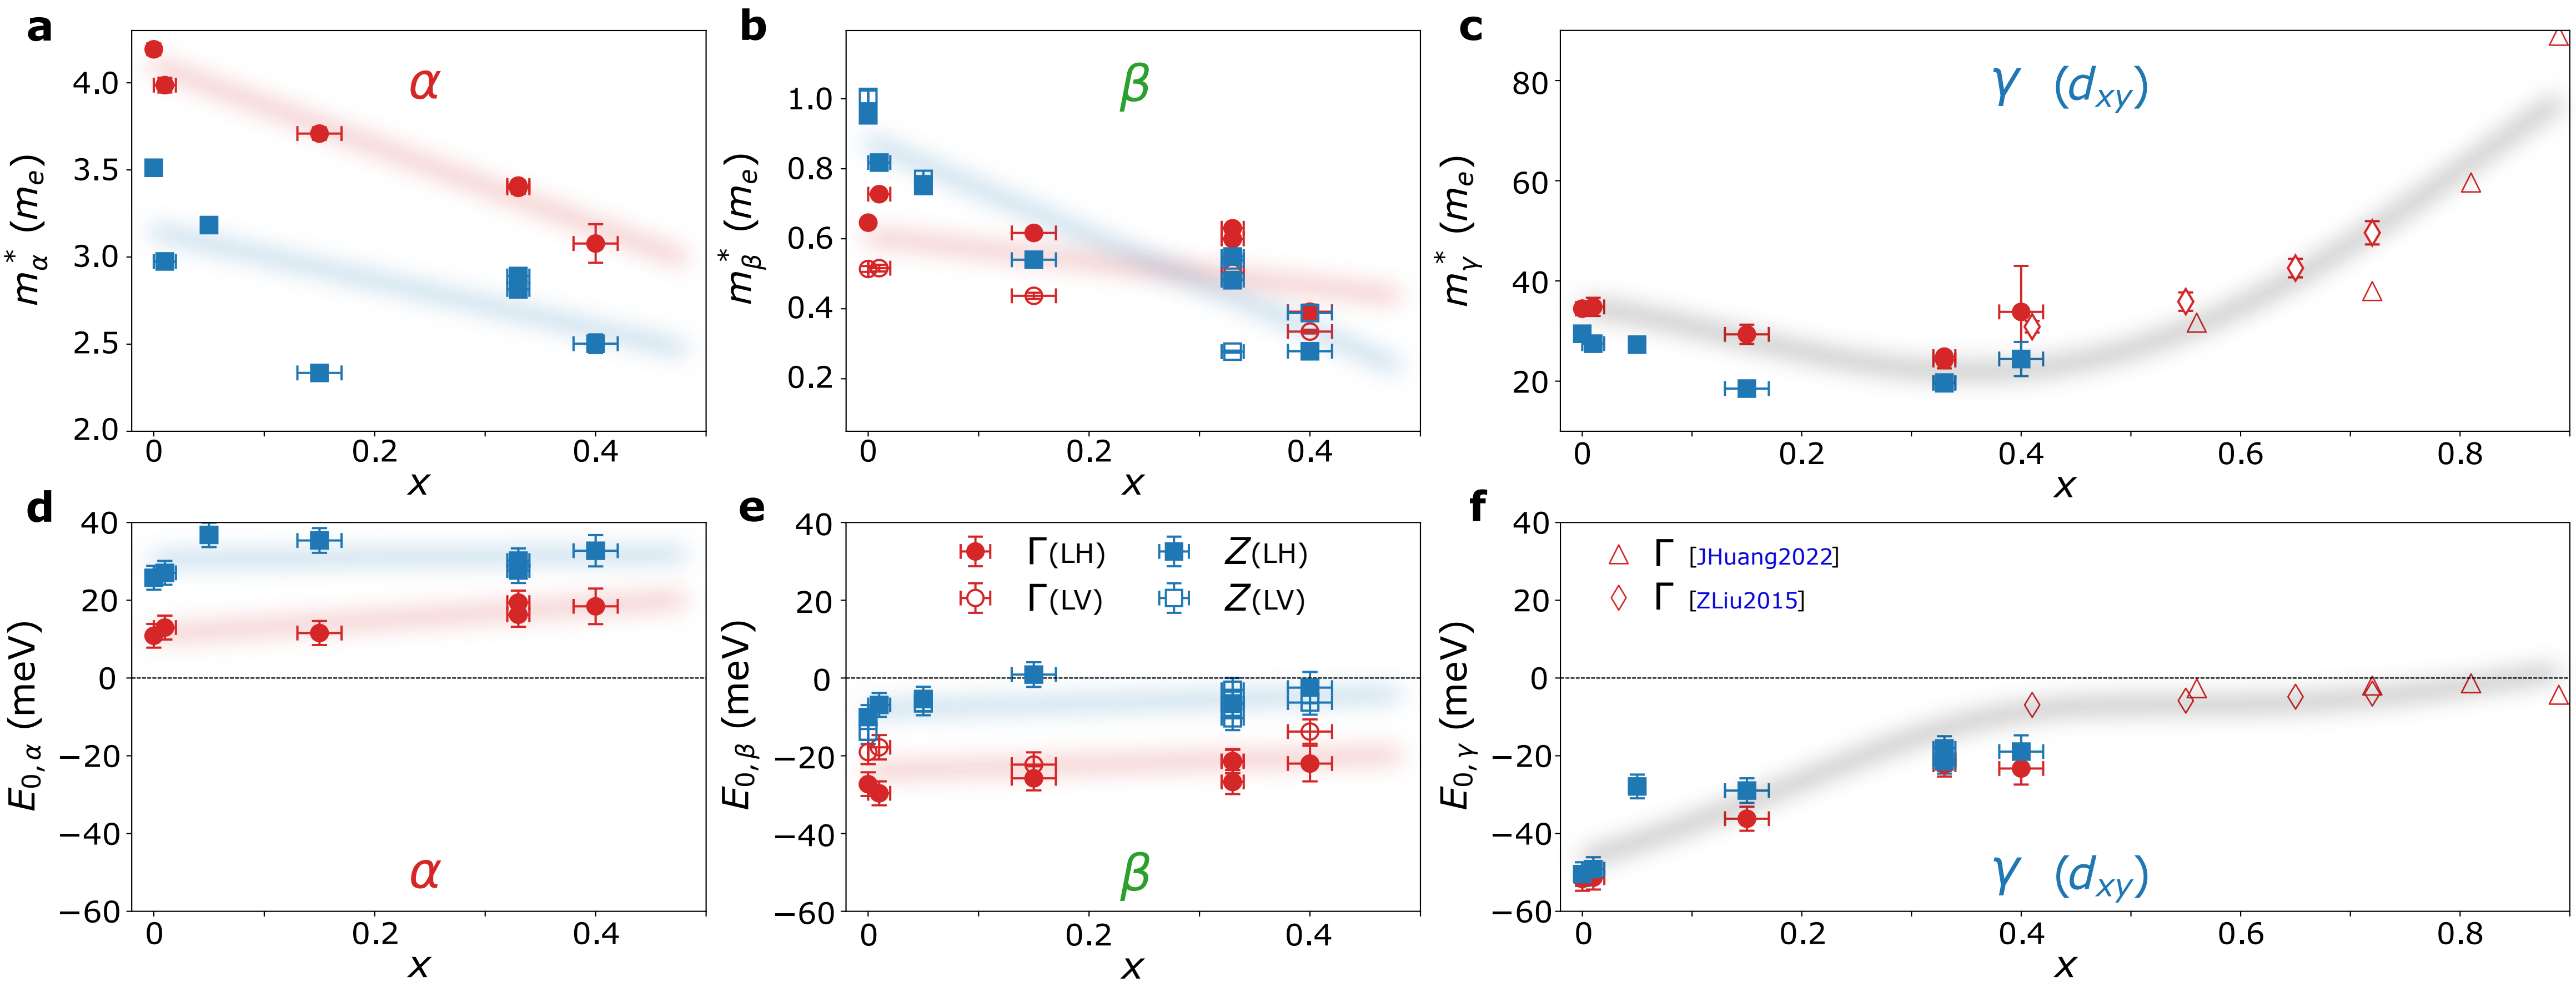 a
α
4.0
3.5
3.0
2.5
2.0
m*α (me)
0
0.2
0.4
x
b
β
1.0
0.8
0.6
0.4
0.2
m*β (me)
0
0.2
0.4
x
c
γ (dxy)
80
60
40
20
m*γ (me)
0
0.2
0.4
0.6
0.8
x
d
40
20
0
−20
−40
−60
E0,α (meV)
α
0
0.2
0.4
x
e
40
20
0
−20
−40
−60
E0,β (meV)
Γ(LH)
Z(LH)
Γ(LV)
Z(LV)
β
0
0.2
0.4
x
f
40
20
0
−20
−40
−60
E0,γ (meV)
Γ [JHuang2022]
Γ [ZLiu2015]
γ (dxy)
0
0.2
0.4
0.6
0.8
x